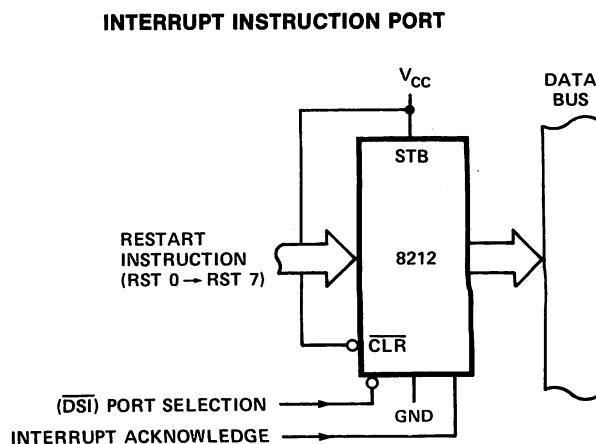 INTERRUPT INSTRUCTION PORT
VCC
DATA
BUS
STB
RESTART
INSTRUCTION
(RST 0 → RST 7)
8212
CLR
(DSI) PORT SELECTION
GND
INTERRUPT ACKNOWLEDGE